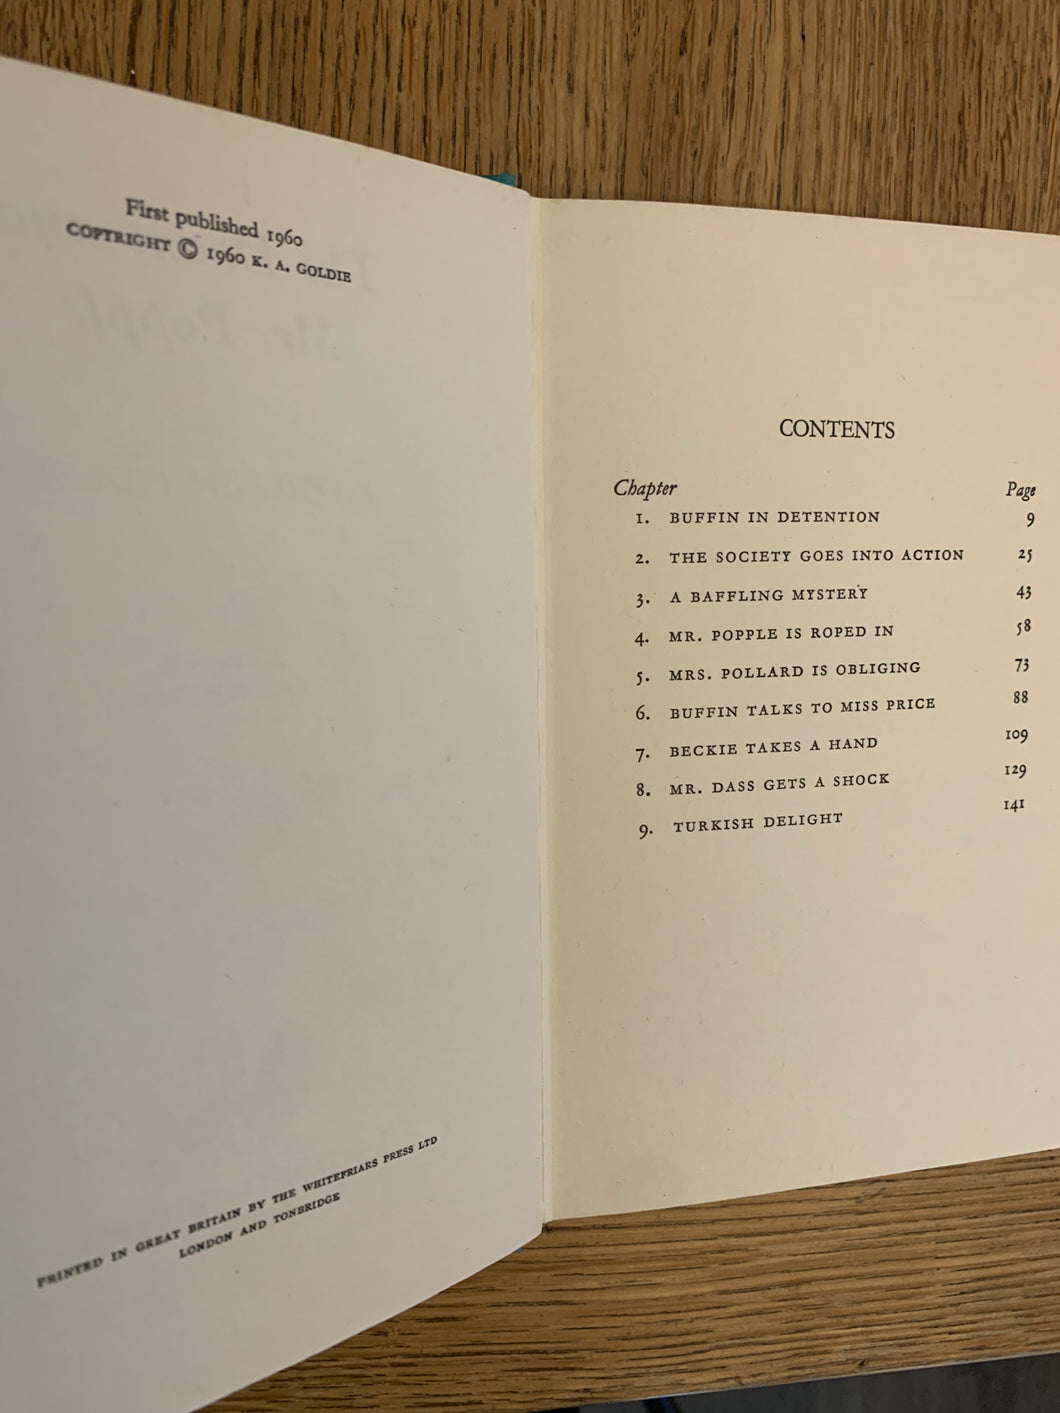 First published 1960
COPYRIGHT © 1960 K. A. GOLDIE
PRINTED IN GREAT BRITAIN BY THE WHITEFRIARS PRESS LTD
LONDON AND TONBRIDGE
CONTENTS
Chapter Page
1. BUFFIN IN DETENTION 9
2. THE SOCIETY GOES INTO ACTION 25
3. A BAFFLING MYSTERY 43
4. MR. POPPLE IS ROPED IN 58
5. MRS. POLLARD IS OBLIGING 73
6. BUFFIN TALKS TO MISS PRICE 88
7. BECKIE TAKES A HAND 109
8. MR. DASS GETS A SHOCK 129
9. TURKISH DELIGHT 141